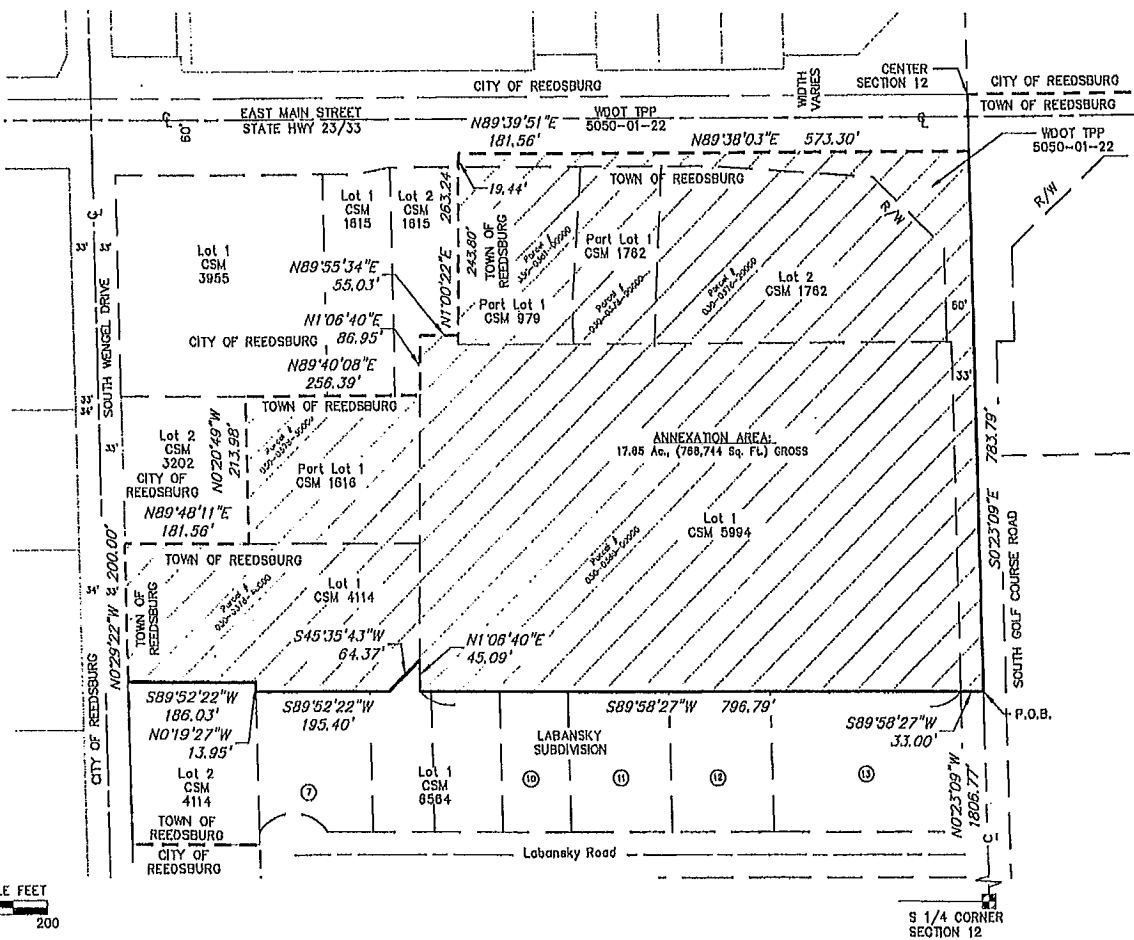 CITY OF REEDSBURG
CENTER
SECTION 12
CITY OF REEDSBURG
TOWN OF REEDSBURG
WIDTH
VARIES
EAST MAIN STREET
STATE HWY 23/33
60'
WDOT TPP
5050-01-22
WDOT TPP
5050-01-22
N89°39'51"E
181.56'
N89°38'03"E 573.30'
R/W
R/W
19.44'
TOWN OF REEDSBURG
Lot 1
CSM
1615
Lot 2
CSM
1615
263.24'
N1°00'22"E
243.80'
TOWN OF
REEDSBURG
Lot 1
CSM
3955
Part Lot 1
CSM 1762
Lot 2
CSM 1762
Part Lot 1
CSM 979
N89°55'34"E
55.03'
N1°06'40"E
86.95'
CITY OF REEDSBURG
N89°40'08"E
256.39'
60'
33'
33'
33'
SOUTH WENGEL DRIVE
33'
34'
33'
TOWN OF REEDSBURG
Lot 2
CSM
3202
CITY OF
REEDSBURG
N0°20'49"W
213.98'
Part Lot 1
CSM 1616
N89°48'11"E
181.56'
ANNEXATION AREA:
17.65 Ac., (768,744 Sq. Ft.) GROSS
Lot 1
CSM 5994
S0°23'09"E 783.79'
SOUTH GOLF COURSE ROAD
TOWN OF REEDSBURG
34'
33'
N0°29'22"W 200.00'
TOWN OF
REEDSBURG
Lot 1
CSM 4114
S45°35'43"W
64.37'
N1°06'40"E
45.09'
S89°52'22"W
186.03'
N0°19'27"W
13.95'
S89°52'22"W
195.40'
S89°58'27"W 796.79'
S89°58'27"W
33.00'
P.O.B.
CITY OF REEDSBURG
LABANSKY
SUBDIVISION
Lot 2
CSM
4114
7
Lot 1
CSM
6564
10
11
12
13
N0°23'09"W
1806.77'
TOWN OF
REEDSBURG
CITY OF
REEDSBURG
Labansky Road
LE FEET
200
S 1/4 CORNER
SECTION 12